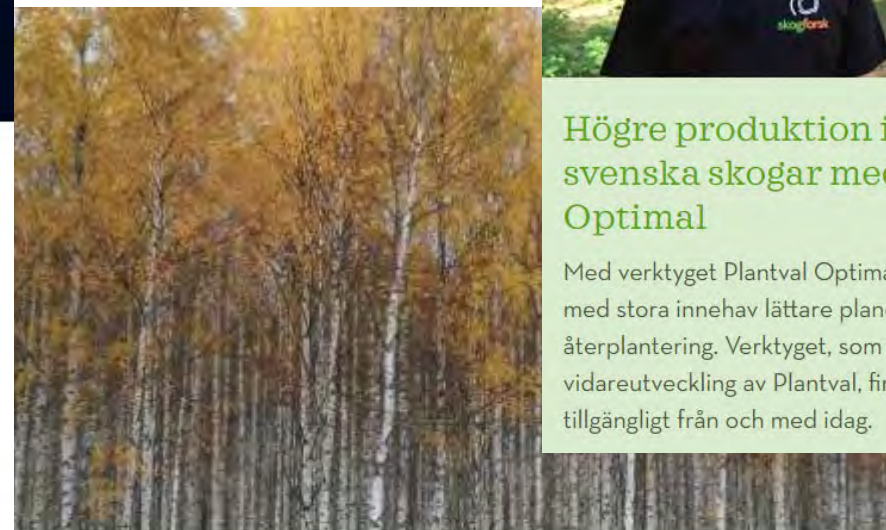 skogforsk
Högre produktion i
svenska skogar med
Optimal
Med verktyget Plantval Optima
med stora innehav lättare plan
återplantering. Verktyget, som
vidareutveckling av Plantval, fi
tillgängligt från och med idag.